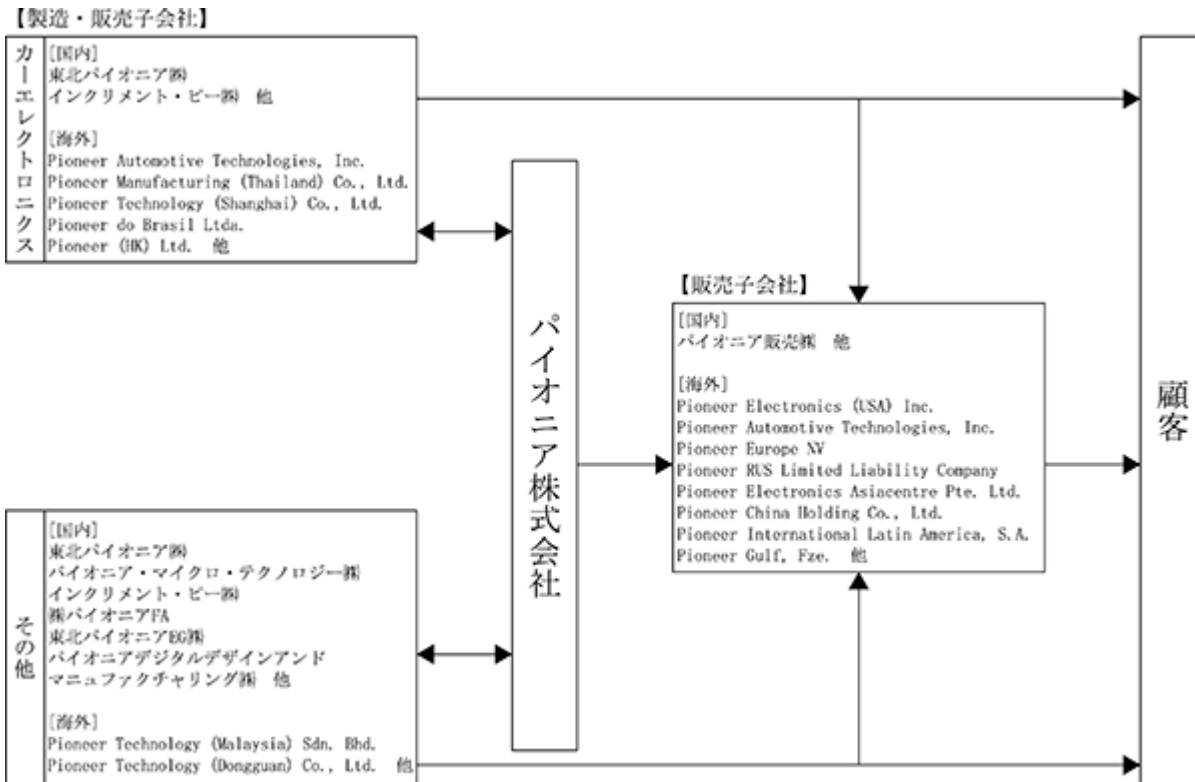 【製造・販売子会社】
カーエレクトロニクス
[国内]
東北パイオニア㈱
インクリメント・ピー㈱　他
[海外]
Pioneer Automotive Technologies, Inc.
Pioneer Manufacturing (Thailand) Co., Ltd.
Pioneer Technology (Shanghai) Co., Ltd.
Pioneer do Brasil Ltda.
Pioneer (HK) Ltd.　他
その他
[国内]
東北パイオニア㈱
パイオニア・マイクロ・テクノロジー㈱
インクリメント・ピー㈱
㈱パイオニアFA
東北パイオニアEG㈱
パイオニアデジタルデザインアンド
マニュファクチャリング㈱　他
[海外]
Pioneer Technology (Malaysia) Sdn. Bhd.
Pioneer Technology (Dongguan) Co., Ltd.　他
パイオニア株式会社
【販売子会社】
[国内]
パイオニア販売㈱　他
[海外]
Pioneer Electronics (USA) Inc.
Pioneer Automotive Technologies, Inc.
Pioneer Europe NV
Pioneer RUS Limited Liability Company
Pioneer Electronics Asiacentre Pte. Ltd.
Pioneer China Holding Co., Ltd.
Pioneer International Latin America, S.A.
Pioneer Gulf, Fze.　他
顧客